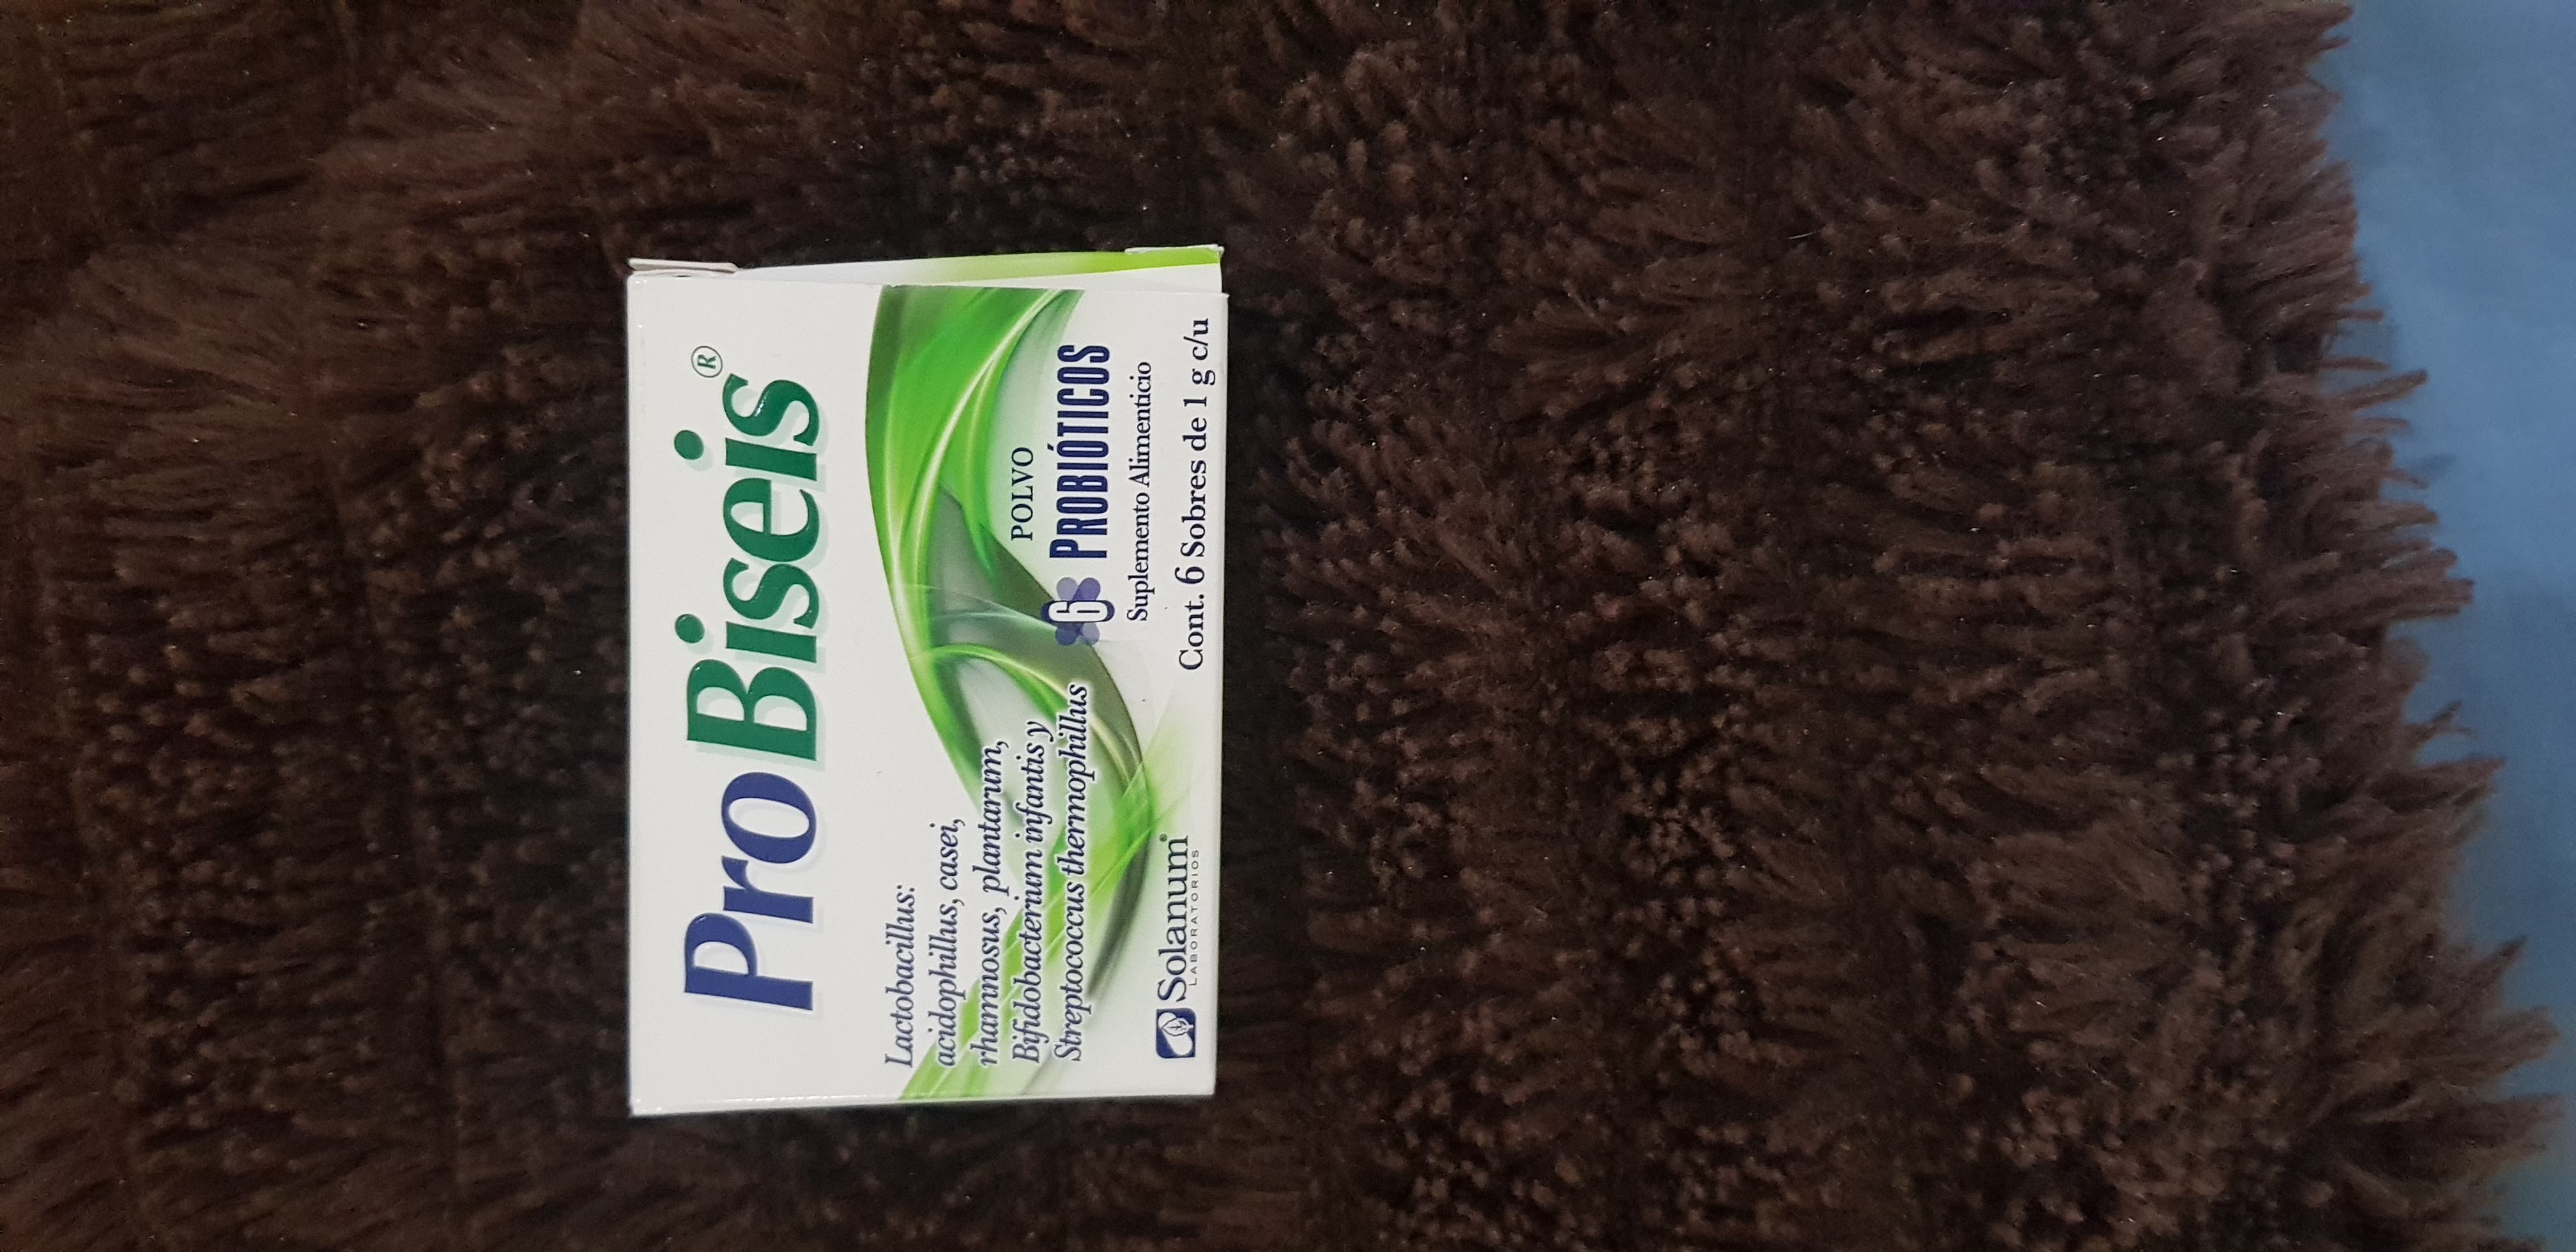 ProBiseis®
Lactobacillus:
acidophillus, casei,
rhamnosus, plantarum,
Bifidobacterium infantis y
Streptococcus thermophillus
POLVO
6 PROBIÓTICOS
Suplemento Alimenticio
Cont. 6 Sobres de 1 g c/u
Solanum®
LABORATORIOS